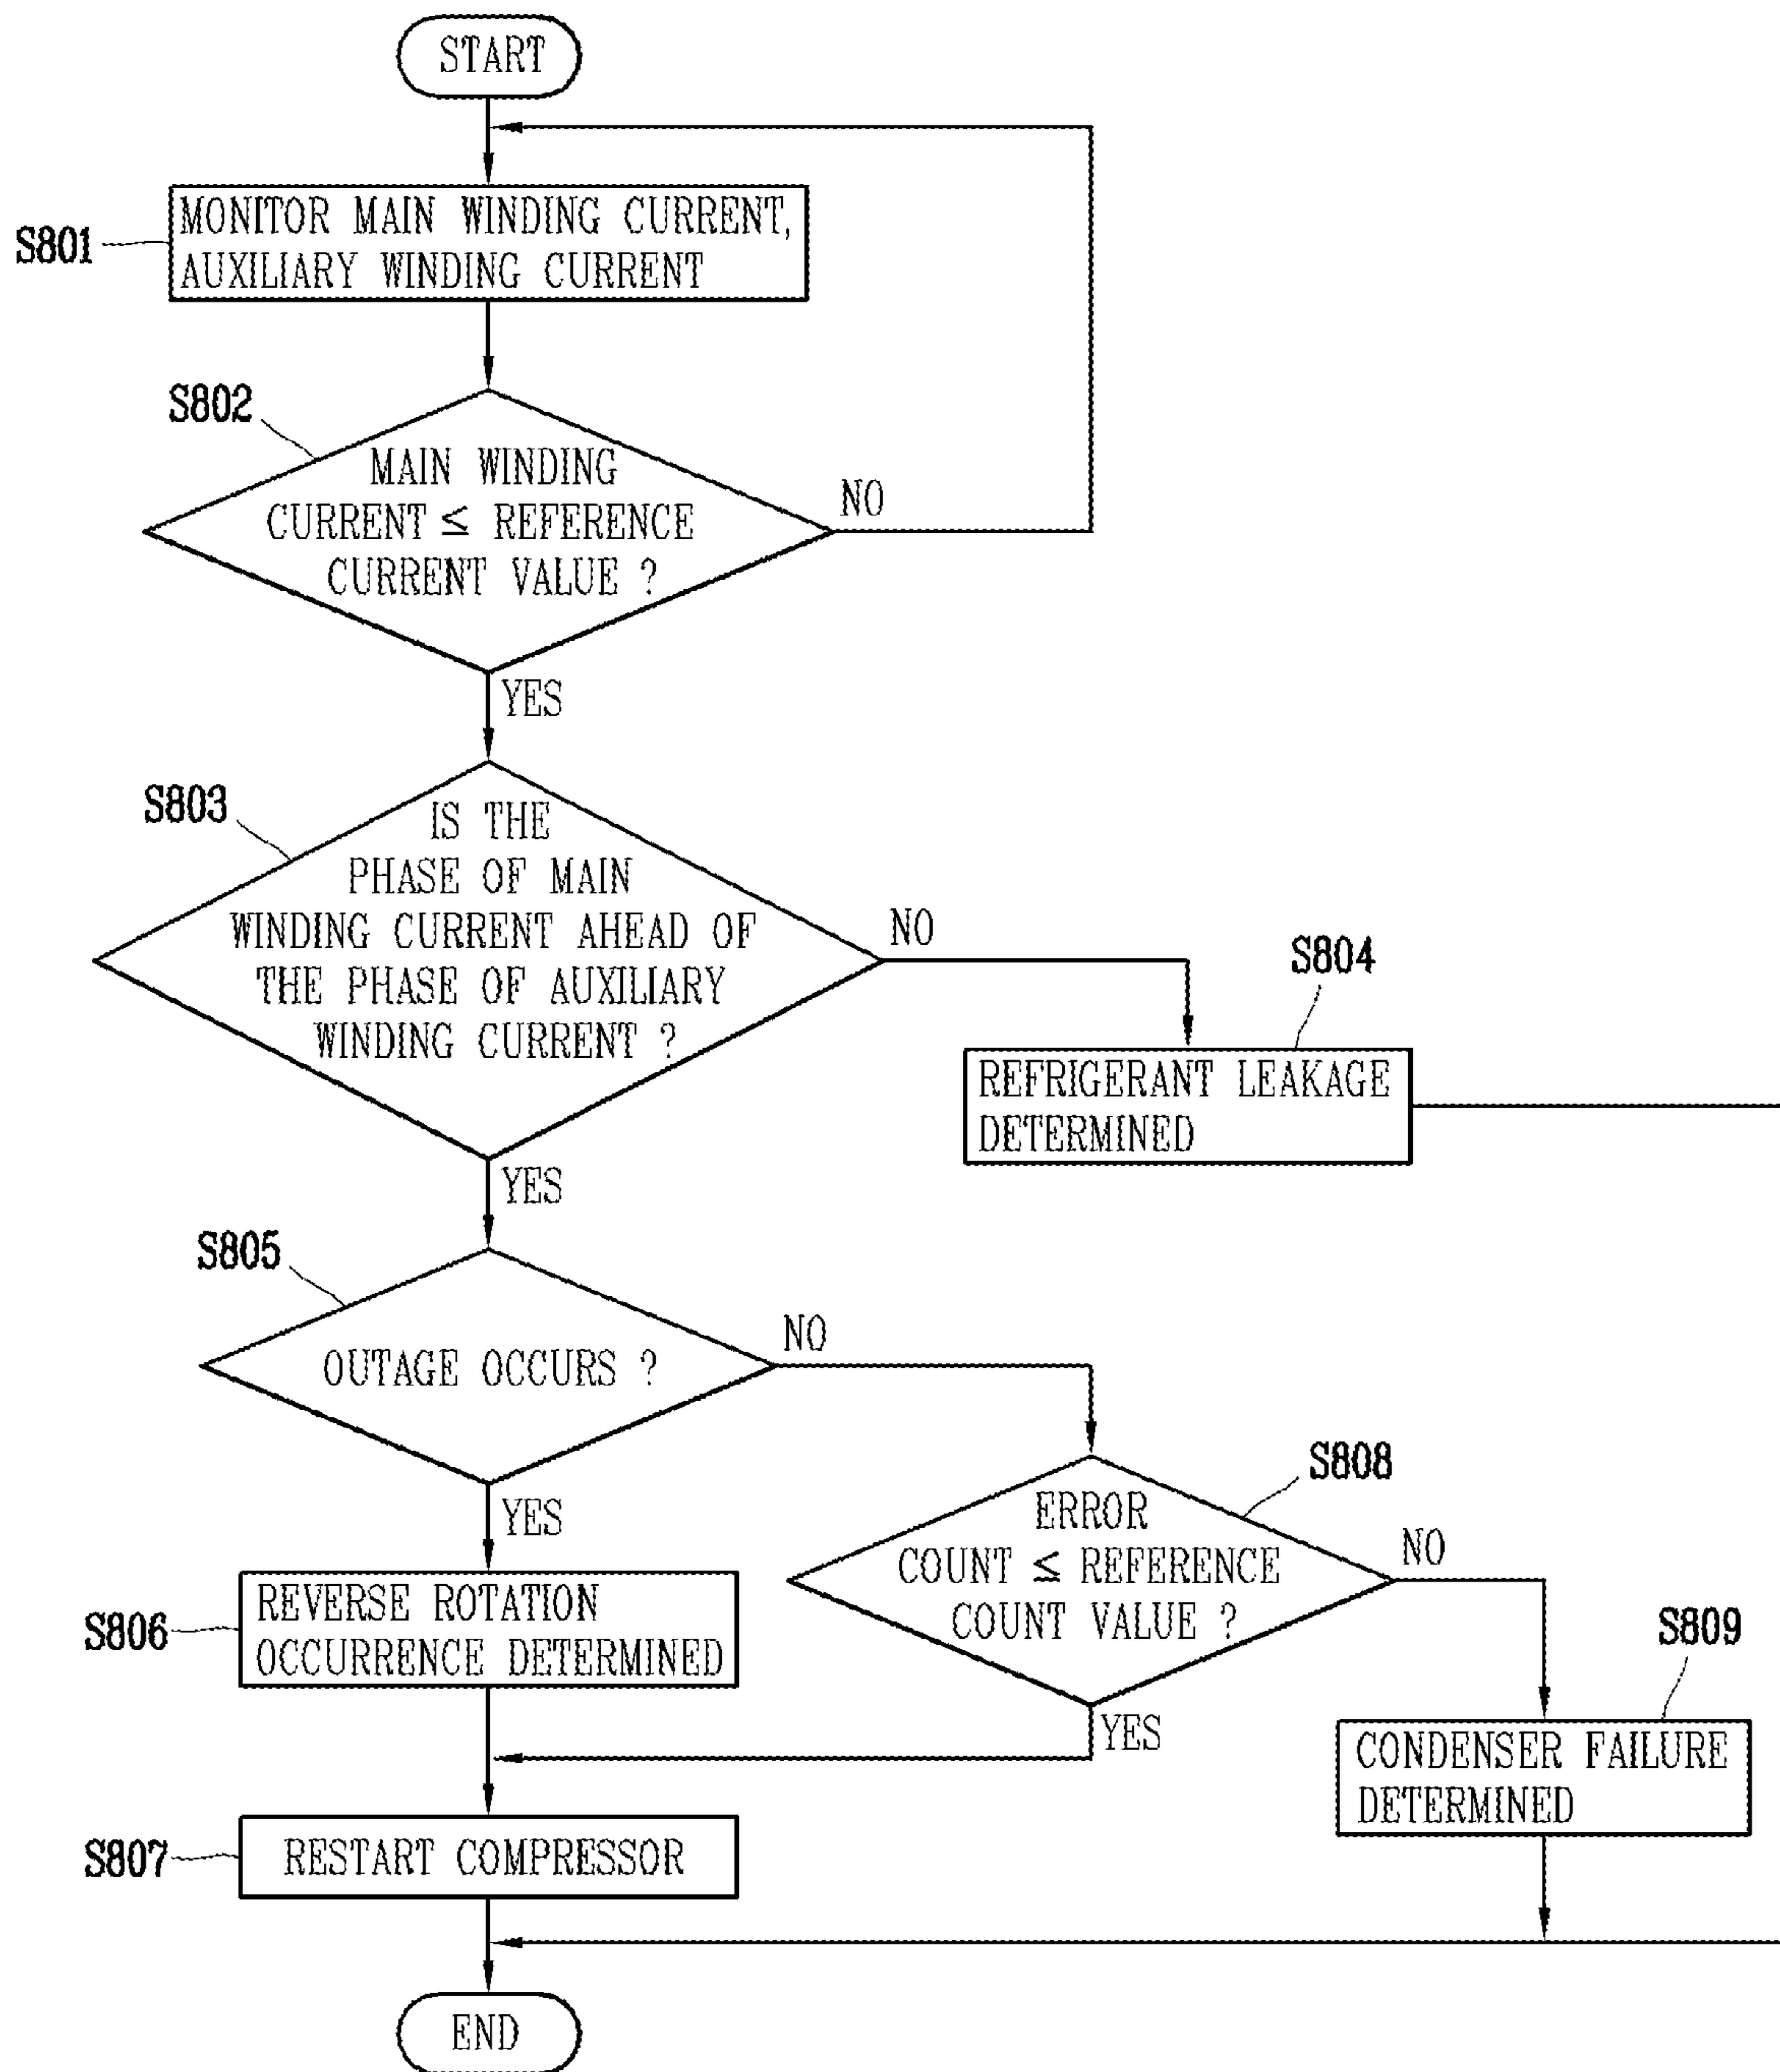 START
S801
MONITOR MAIN WINDING CURRENT,
AUXILIARY WINDING CURRENT
S802
MAIN WINDING
CURRENT ≦ REFERENCE
CURRENT VALUE ?
NO
YES
S803
IS THE
PHASE OF MAIN
WINDING CURRENT AHEAD OF
THE PHASE OF AUXILIARY
WINDING CURRENT ?
NO
S804
REFRIGERANT LEAKAGE
DETERMINED
YES
S805
OUTAGE OCCURS ?
NO
YES
S808
ERROR
COUNT ≦ REFERENCE
COUNT VALUE ?
NO
YES
S806
REVERSE ROTATION
OCCURRENCE DETERMINED
S809
CONDENSER FAILURE
DETERMINED
S807
RESTART COMPRESSOR
END